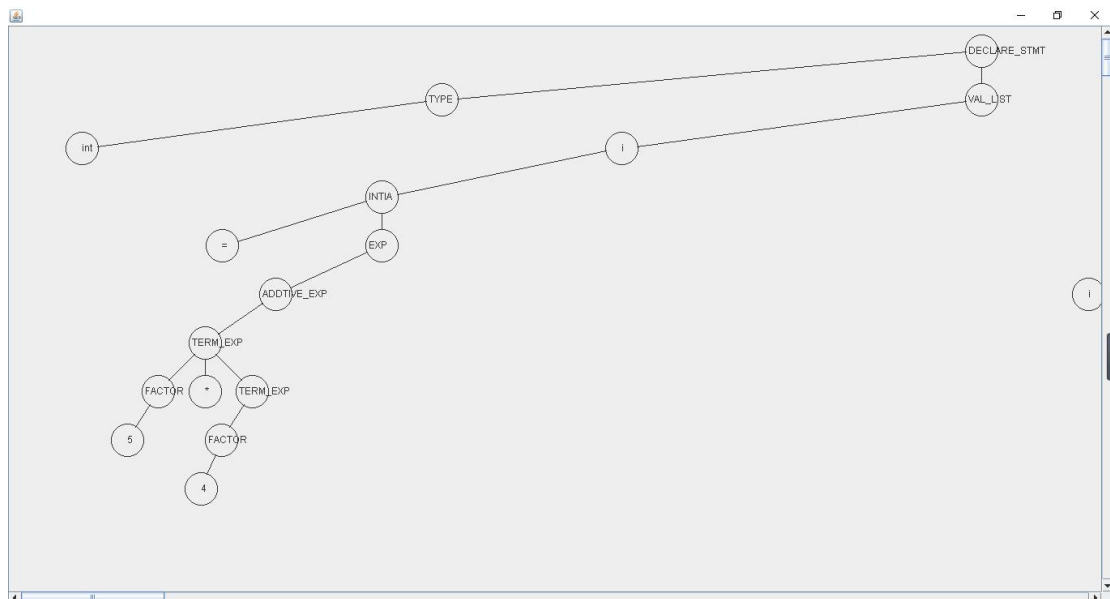 DECLARE_STMT
TYPE
VAL_LIST
int
i
INTIA
=
EXP
ADDTIVE_EXP
i
TERM_EXP
FACTOR
*
TERM_EXP
5
FACTOR
4